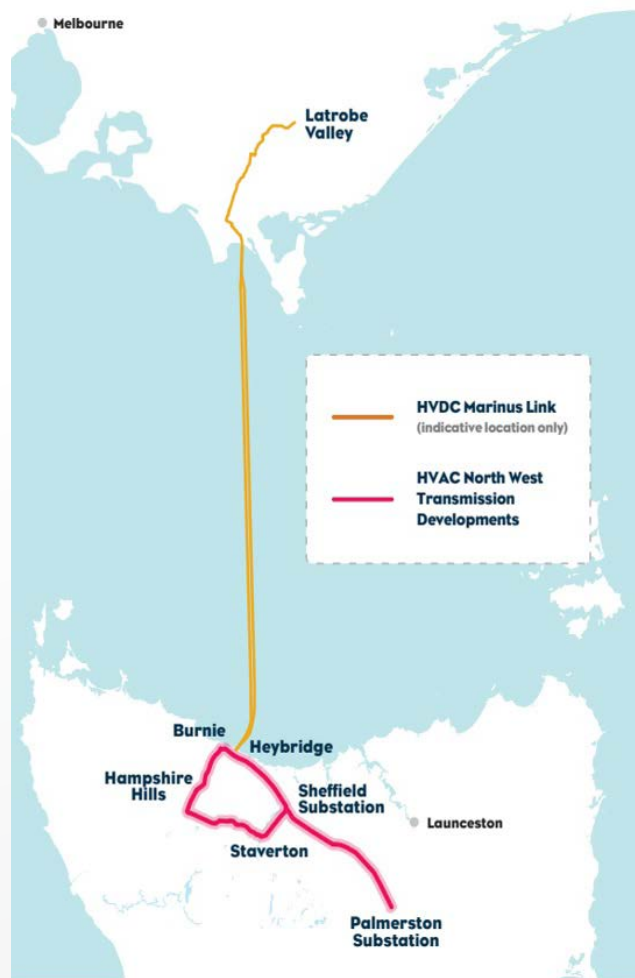 Melbourne
Latrobe
Valley
HVDC Marinus Link
(indicative location only)
HVAC North West
Transmission
Developments
Burnie
Heybridge
Hampshire
Hills
Sheffield
Substation
Launceston
Staverton
Palmerston
Substation